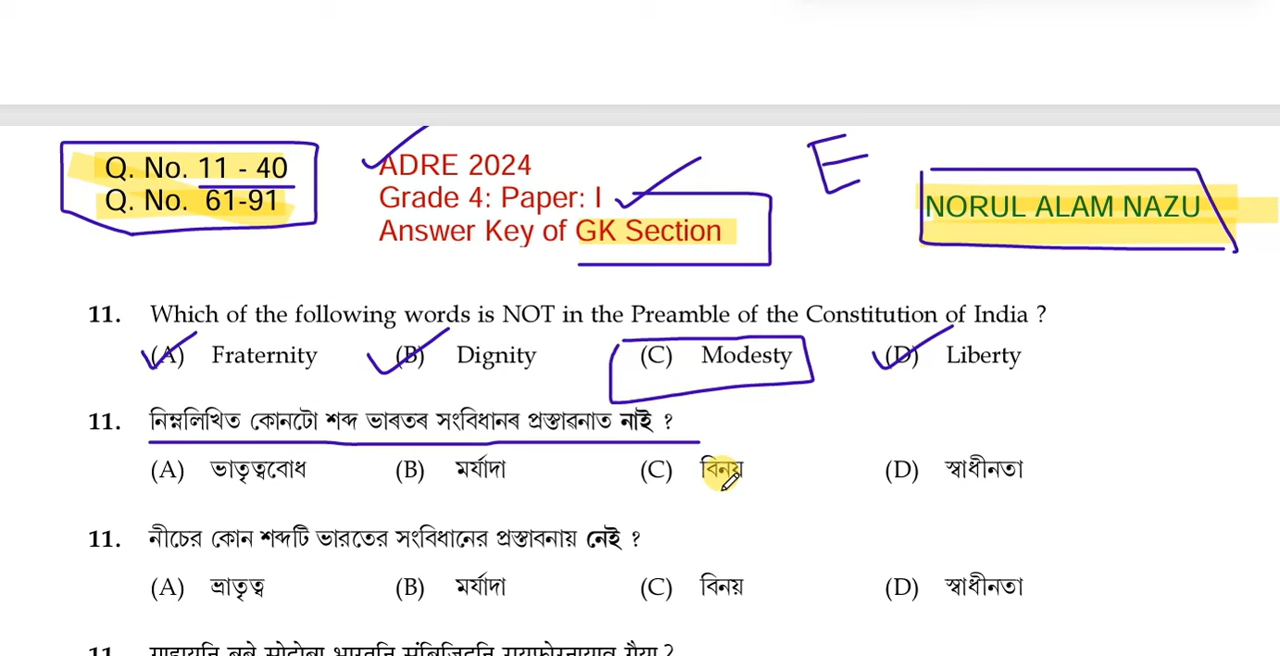 Q. No. 11 - 40
Q. No. 61-91
ADRE 2024
Grade 4: Paper: I
Answer Key of GK Section
E
NORUL ALAM NAZU
11. Which of the following words is NOT in the Preamble of the Constitution of India ?
(A) Fraternity (B) Dignity (C) Modesty (D) Liberty
11. নিম্নলিখিত কোনটো শব্দ ভাৰতৰ সংবিধানৰ প্ৰস্তাৱনাত নাই ?
(A) ভাতৃত্ববোধ (B) মৰ্যাদা (C) বিনয় (D) স্বাধীনতা
11. নীচের কোন শব্দটি ভারতের সংবিধানের প্রস্তাবনায় নেই ?
(A) ভ্রাতৃত্ব (B) মর্যাদা (C) বিনয় (D) স্বাধীনতা
11.